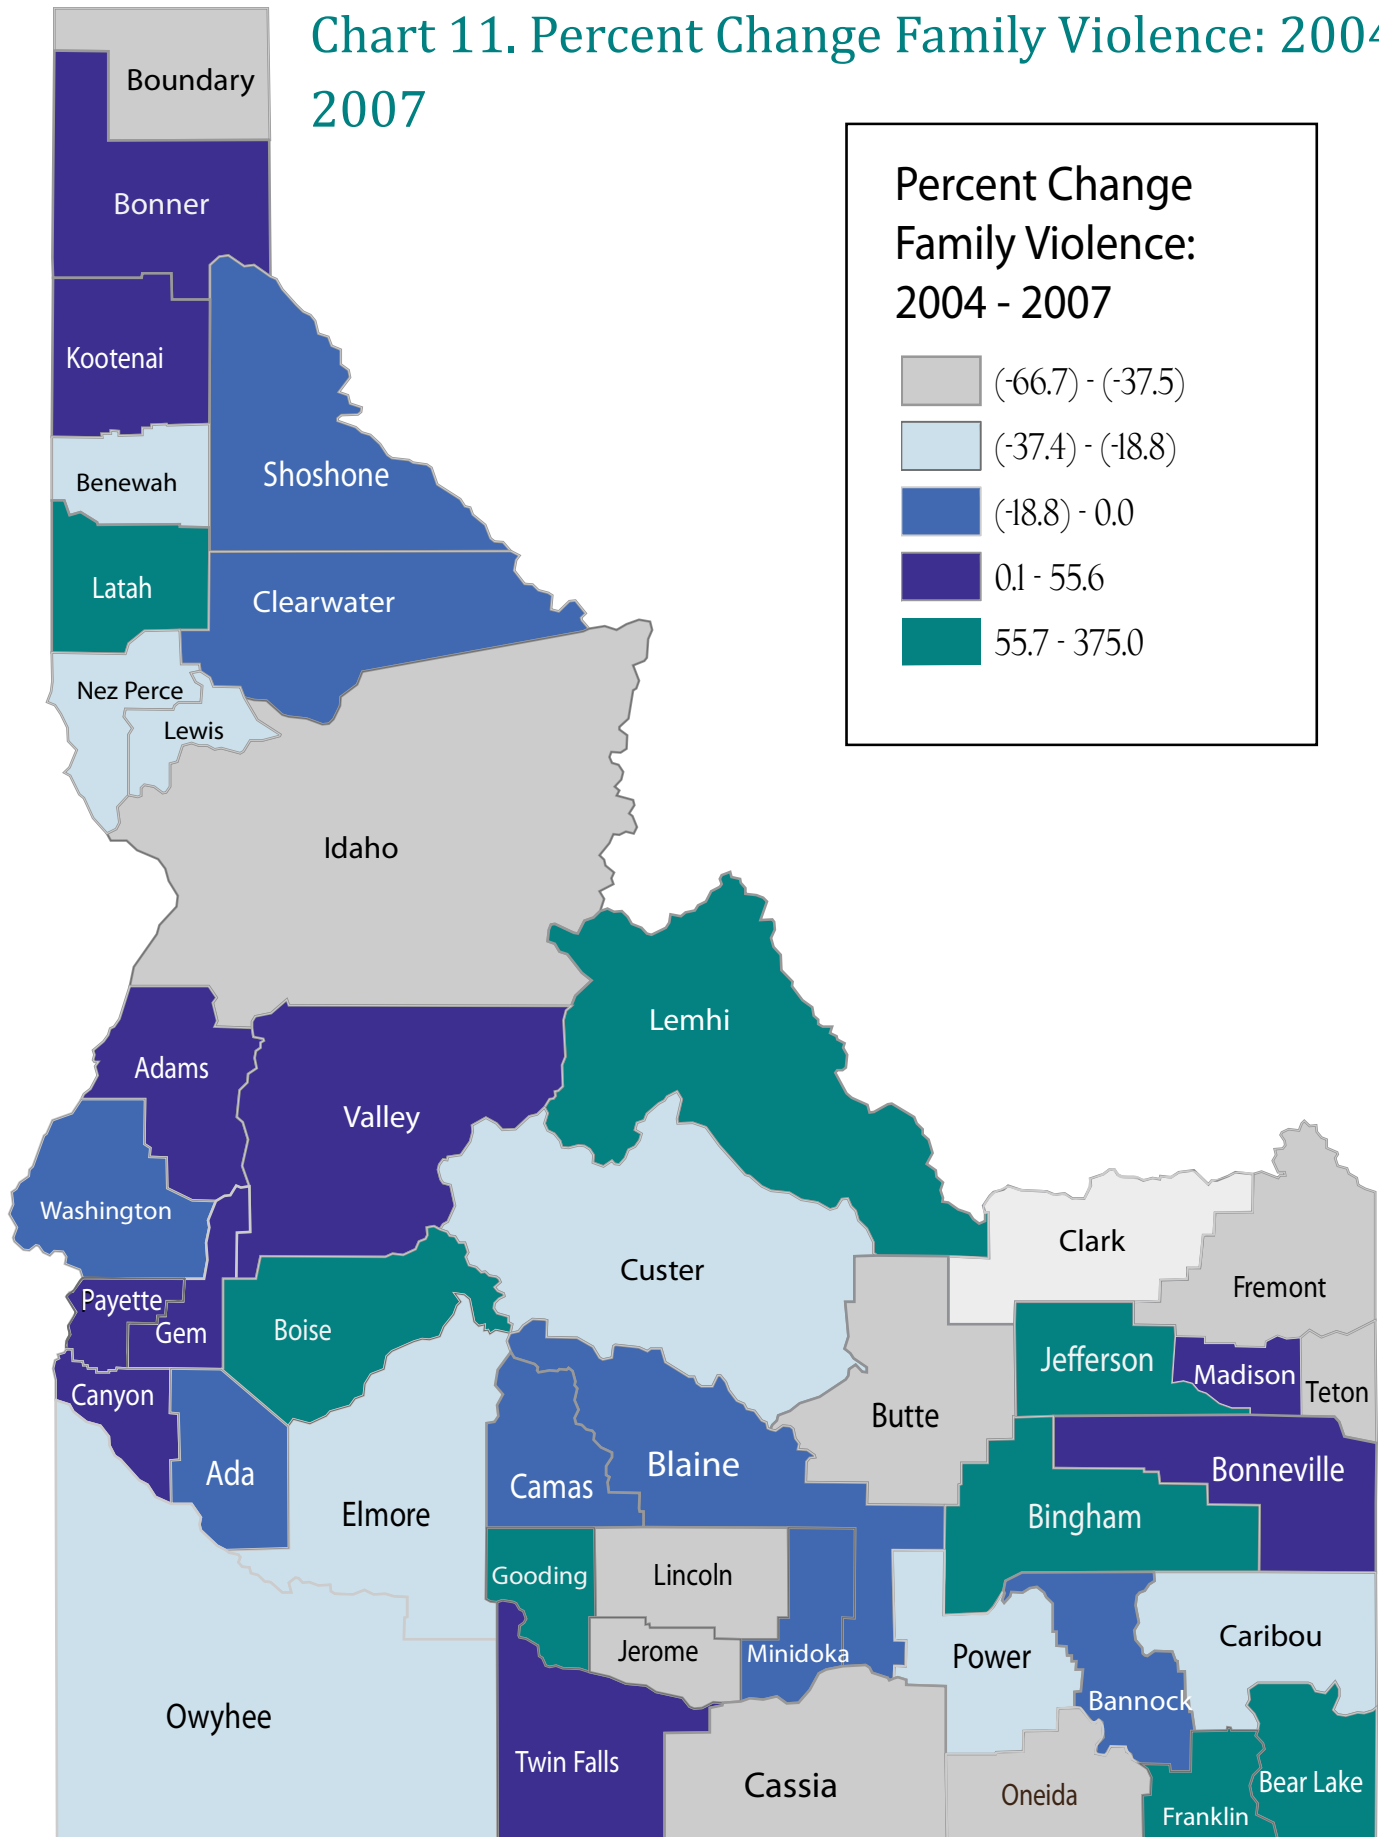 Chart 11. Percent Change Family Violence: 2004
2007
Percent Change
Family Violence:
2004 - 2007
(-66.7) - (-37.5)
(-37.4) - (-18.8)
(-18.8) - 0.0
0.1 - 55.6
55.7 - 375.0
Boundary
Bonner
Kootenai
Benewah
Shoshone
Latah
Clearwater
Nez Perce
Lewis
Idaho
Lemhi
Adams
Valley
Washington
Custer
Clark
Fremont
Payette
Gem
Boise
Jefferson
Madison
Teton
Canyon
Butte
Ada
Elmore
Camas
Blaine
Bonneville
Bingham
Gooding
Lincoln
Jerome
Minidoka
Power
Caribou
Bannock
Owyhee
Twin Falls
Cassia
Oneida
Franklin
Bear Lake